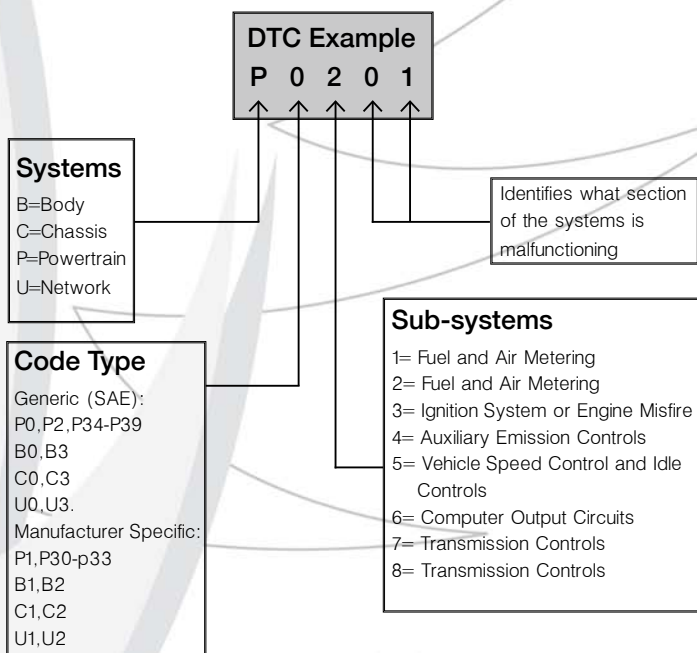 DTC Example
P 0 2 0 1
Systems
B=Body
C=Chassis
P=Powertrain
U=Network
Identifies what section
of the systems is
malfunctioning
Code Type
Generic (SAE):
P0,P2,P34-P39
B0,B3
C0,C3
U0,U3.
Manufacturer Specific:
P1,P30-p33
B1,B2
C1,C2
U1,U2
Sub-systems
1= Fuel and Air Metering
2= Fuel and Air Metering
3= Ignition System or Engine Misfire
4= Auxiliary Emission Controls
5= Vehicle Speed Control and Idle
Controls
6= Computer Output Circuits
7= Transmission Controls
8= Transmission Controls